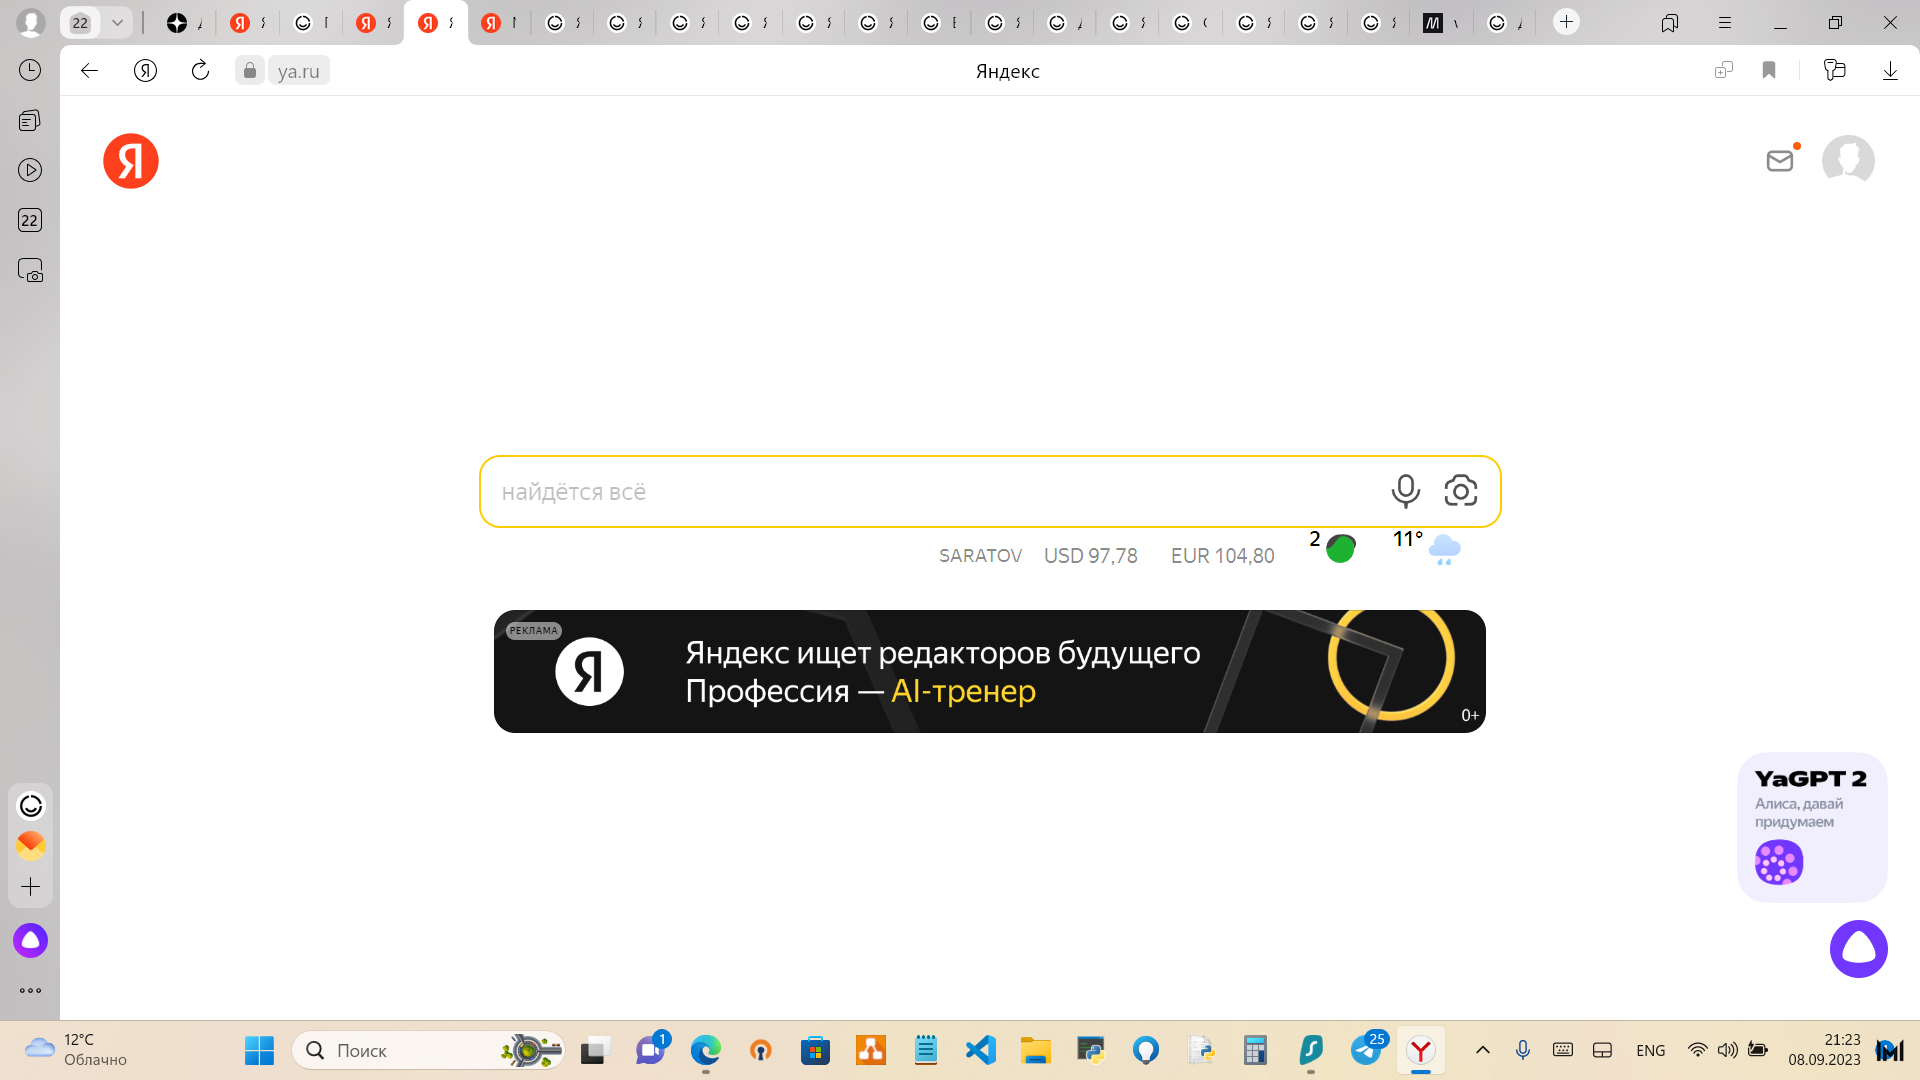 22
ya.ru
Яндекс
22
Я
найдётся всё
SARATOV
USD 97,78
EUR 104,80
2
11°
РЕКЛАМА
Я
Яндекс ищет редакторов будущего
Профессия — AI-тренер
0+
YaGPT 2
Алиса, давай
придумаем
12°C
Облачно
Поиск
1
25
ENG
21:23
08.09.2023